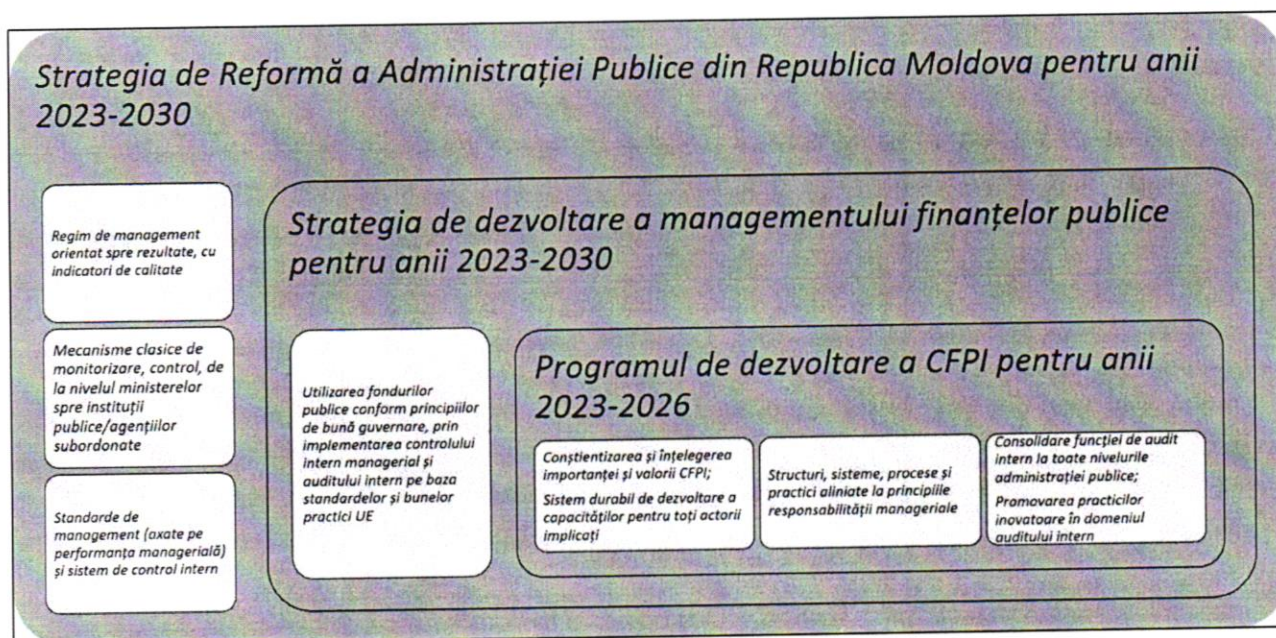 Strategia de Reformă a Administrației Publice din Republica Moldova pentru anii
2023-2030
Regim de management
orientat spre rezultate, cu
indicatori de calitate
Mecanisme clasice de
monitorizare, control, de
la nivelul ministerelor
spre instituții
publice/agențiilor
subordonate
Standarde de
management (axate pe
performanța managerială)
și sistem de control intern
Strategia de dezvoltare a managementului finanțelor publice
pentru anii 2023-2030
Utilizarea fondurilor
publice conform principiilor
de bună guvernare, prin
implementarea controlului
intern managerial și
auditului intern pe baza
standardelor și bunelor
practici UE
Programul de dezvoltare a CFPI pentru anii
2023-2026
Conștientizarea și înțelegerea
importanței și valorii CFPI;
Sistem durabil de dezvoltare a
capacităților pentru toți actorii
implicați
Structuri, sisteme, procese și
practici aliniate la principiile
responsabilității manageriale
Consolidare funcției de audit
intern la toate nivelurile
administrației publice;
Promovarea practicilor
inovatoare în domeniul
auditului intern